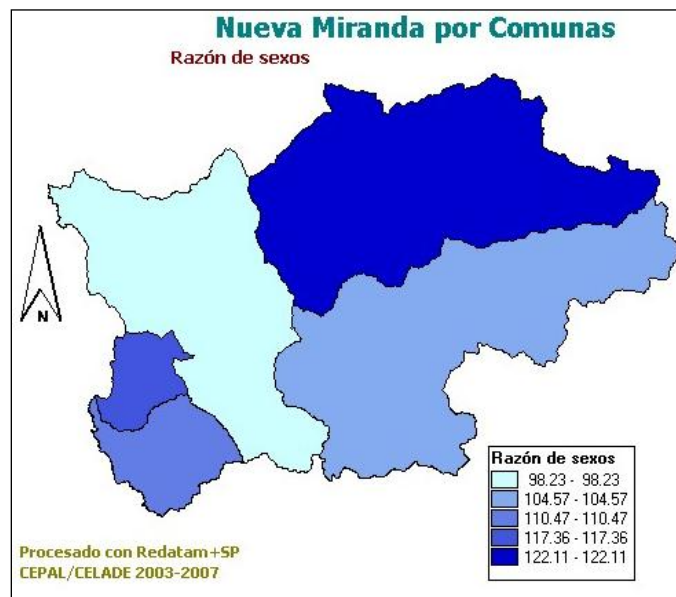 Nueva Miranda por Comunas
Razón de sexos
N
Razón de sexos
98.23 - 98.23
104.57 - 104.57
110.47 - 110.47
117.36 - 117.36
122.11 - 122.11
Procesado con Redatam+SP
CEPAL/CELADE 2003-2007